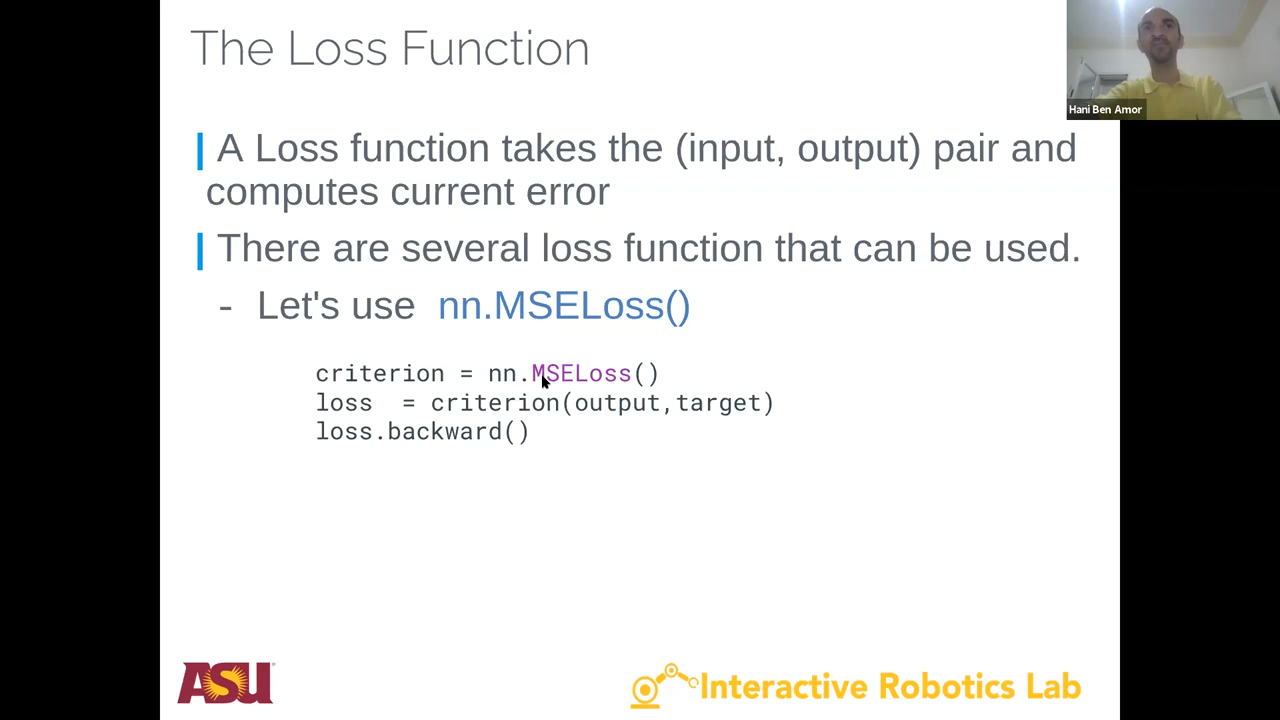 The Loss Function
Hani Ben Amor
A Loss function takes the (input, output) pair and
computes current error
There are several loss function that can be used.
- Let's use nn.MSELoss()
criterion = nn.MSELoss()
loss = criterion(output,target)
loss.backward()
ASU
Interactive Robotics Lab